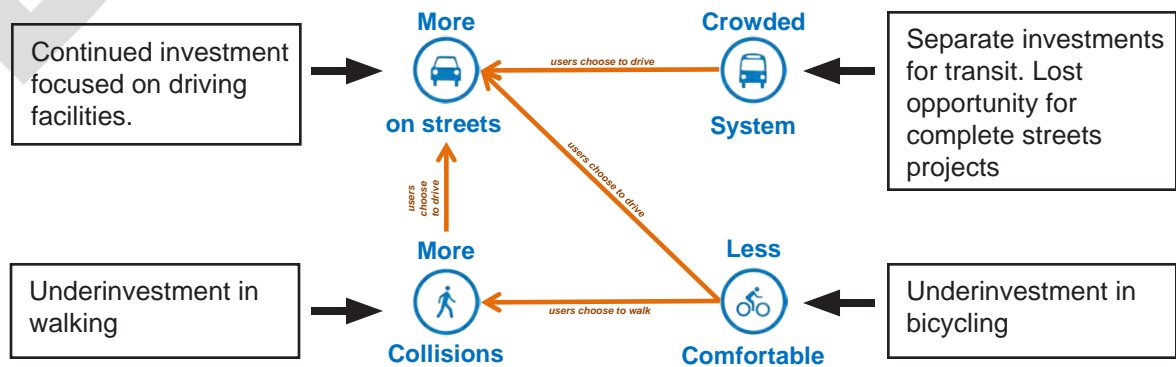 Continued investment
focused on driving
facilities.
More
on streets
users choose to drive
Crowded
System
Separate investments
for transit. Lost
opportunity for
complete streets
projects
users
choose
to drive
users choose to drive
Underinvestment in
walking
More
Collisions
users choose to walk
Less
Comfortable
Underinvestment in
bicycling